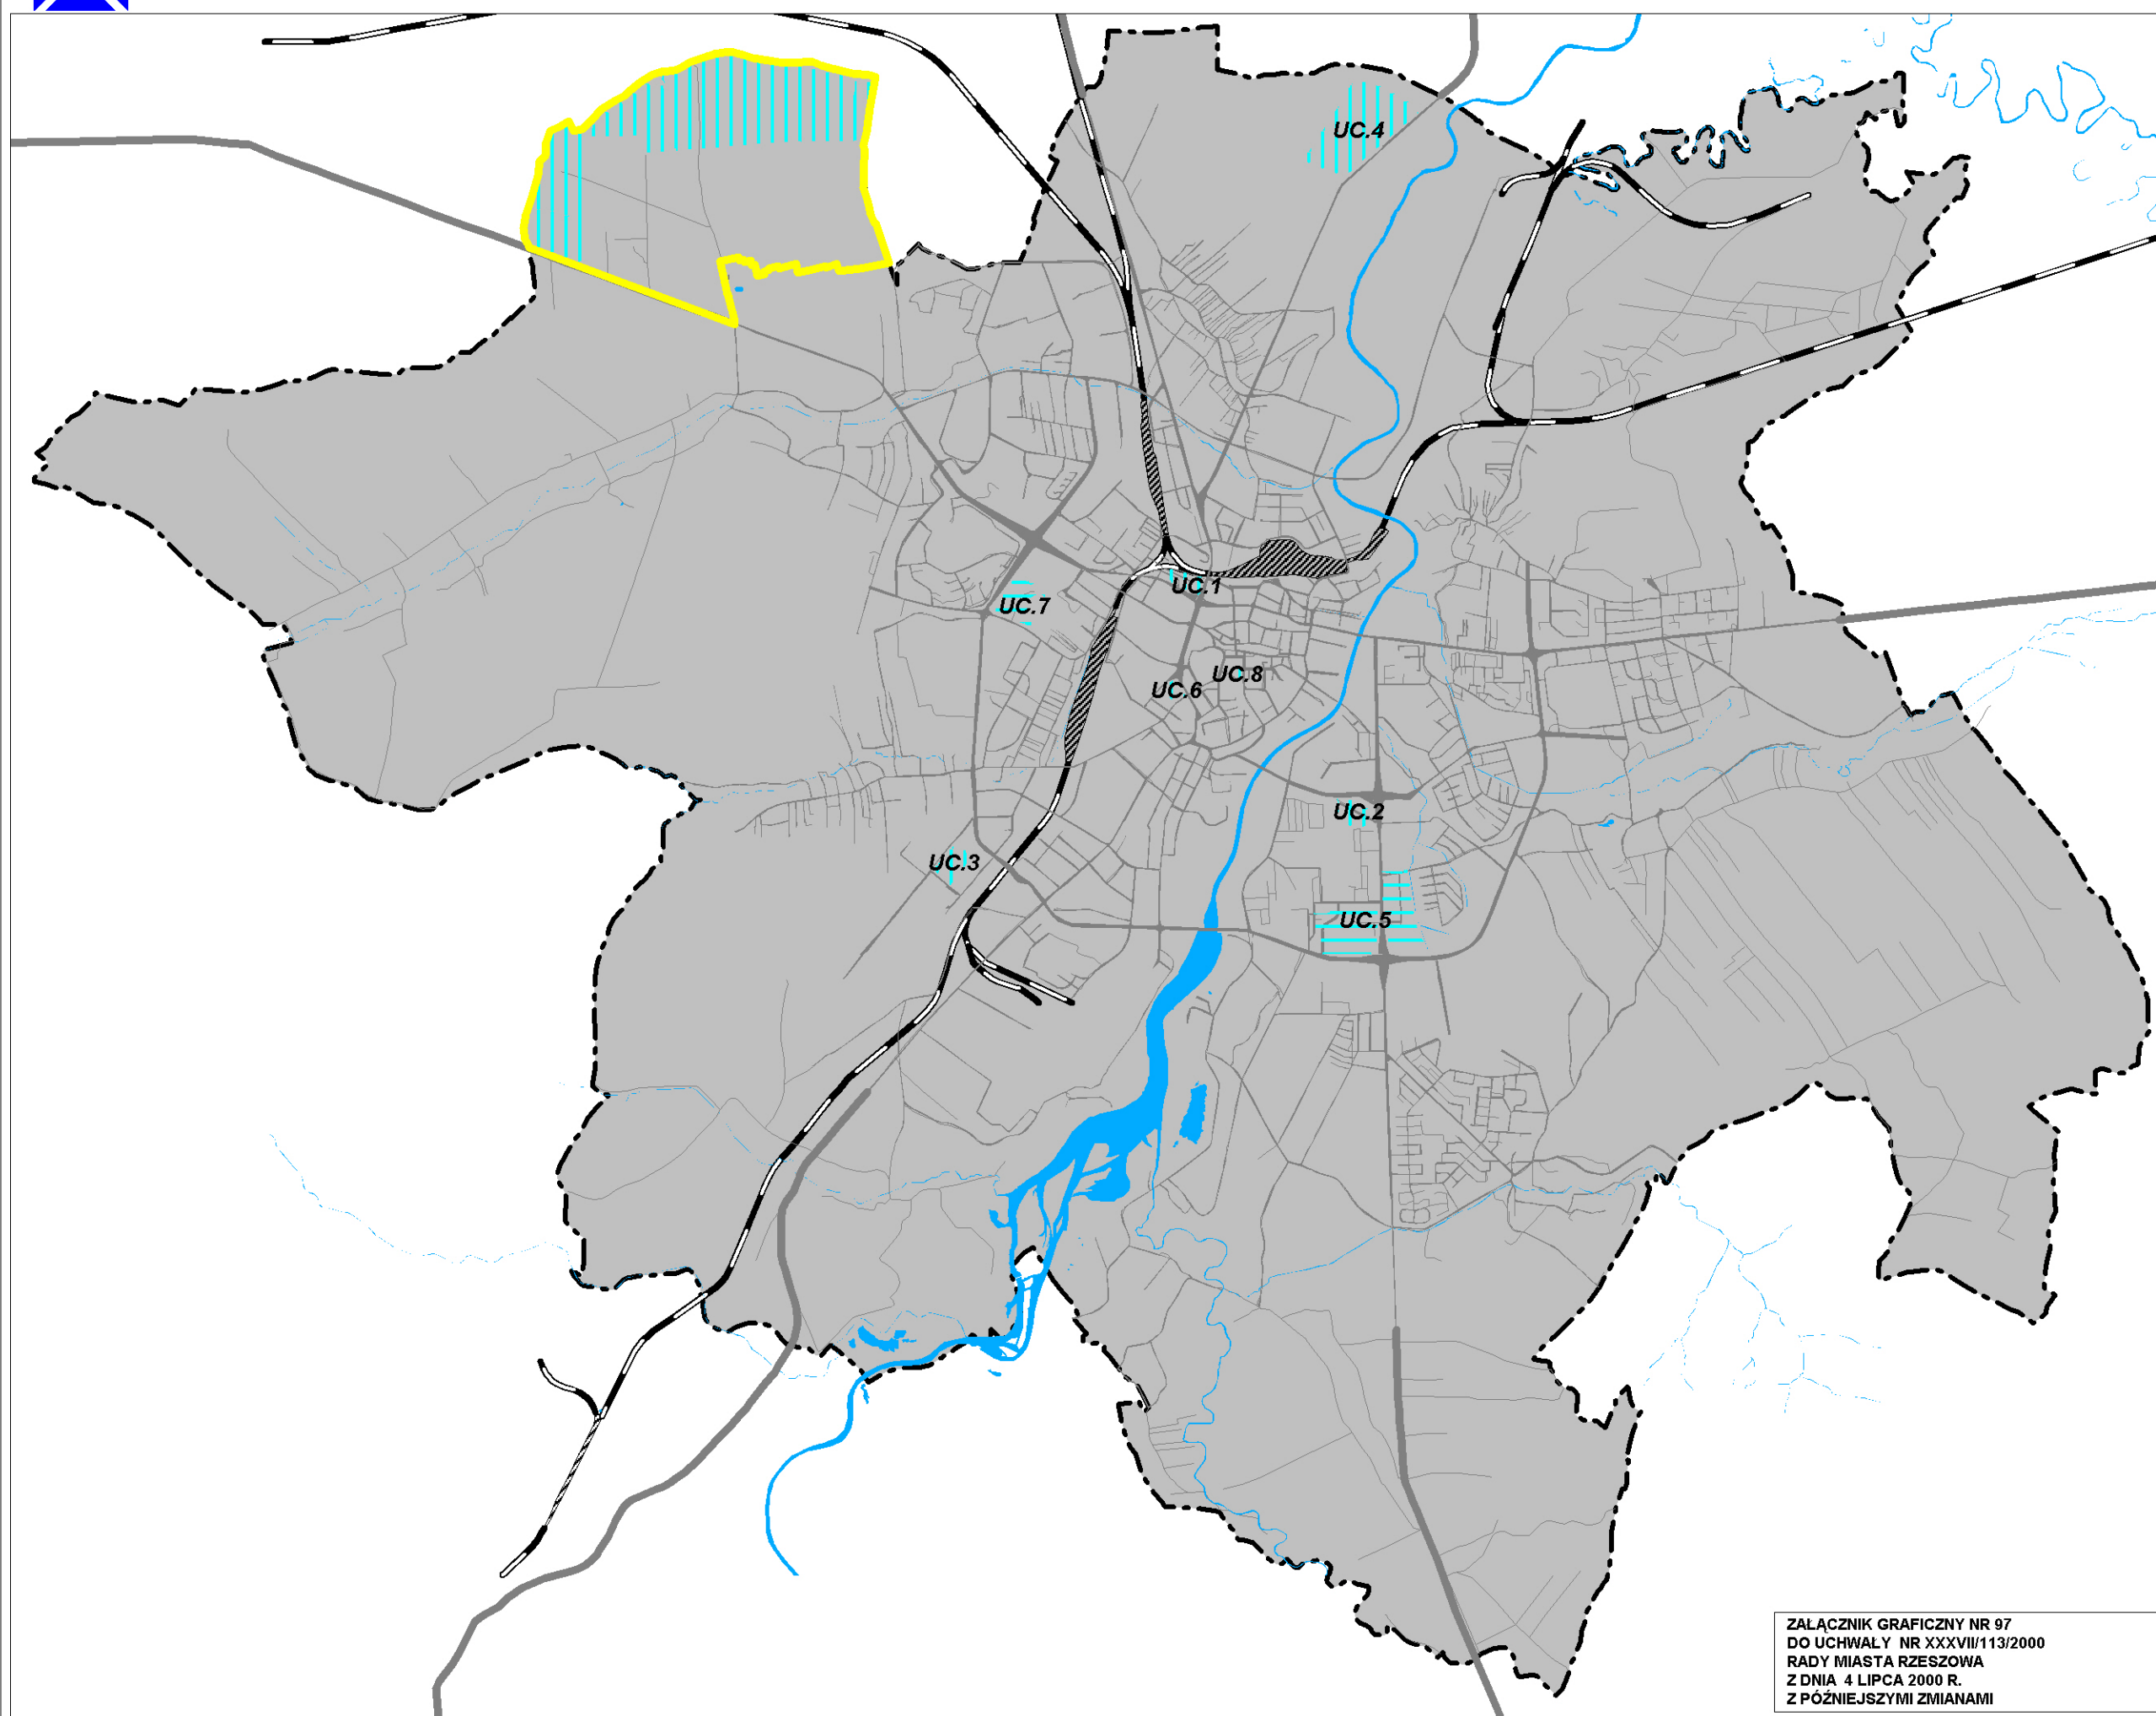 UC.4
UC.1
UC.7
UC.8
UC.6
UC.2
UC.3
UC.5
ZAŁĄCZNIK GRAFICZNY NR 97
DO UCHWAŁY NR XXXVII/113/2000
RADY MIASTA RZESZOWA
Z DNIA 4 LIPCA 2000 R.
Z PÓŹNIEJSZYMI ZMIANAMI